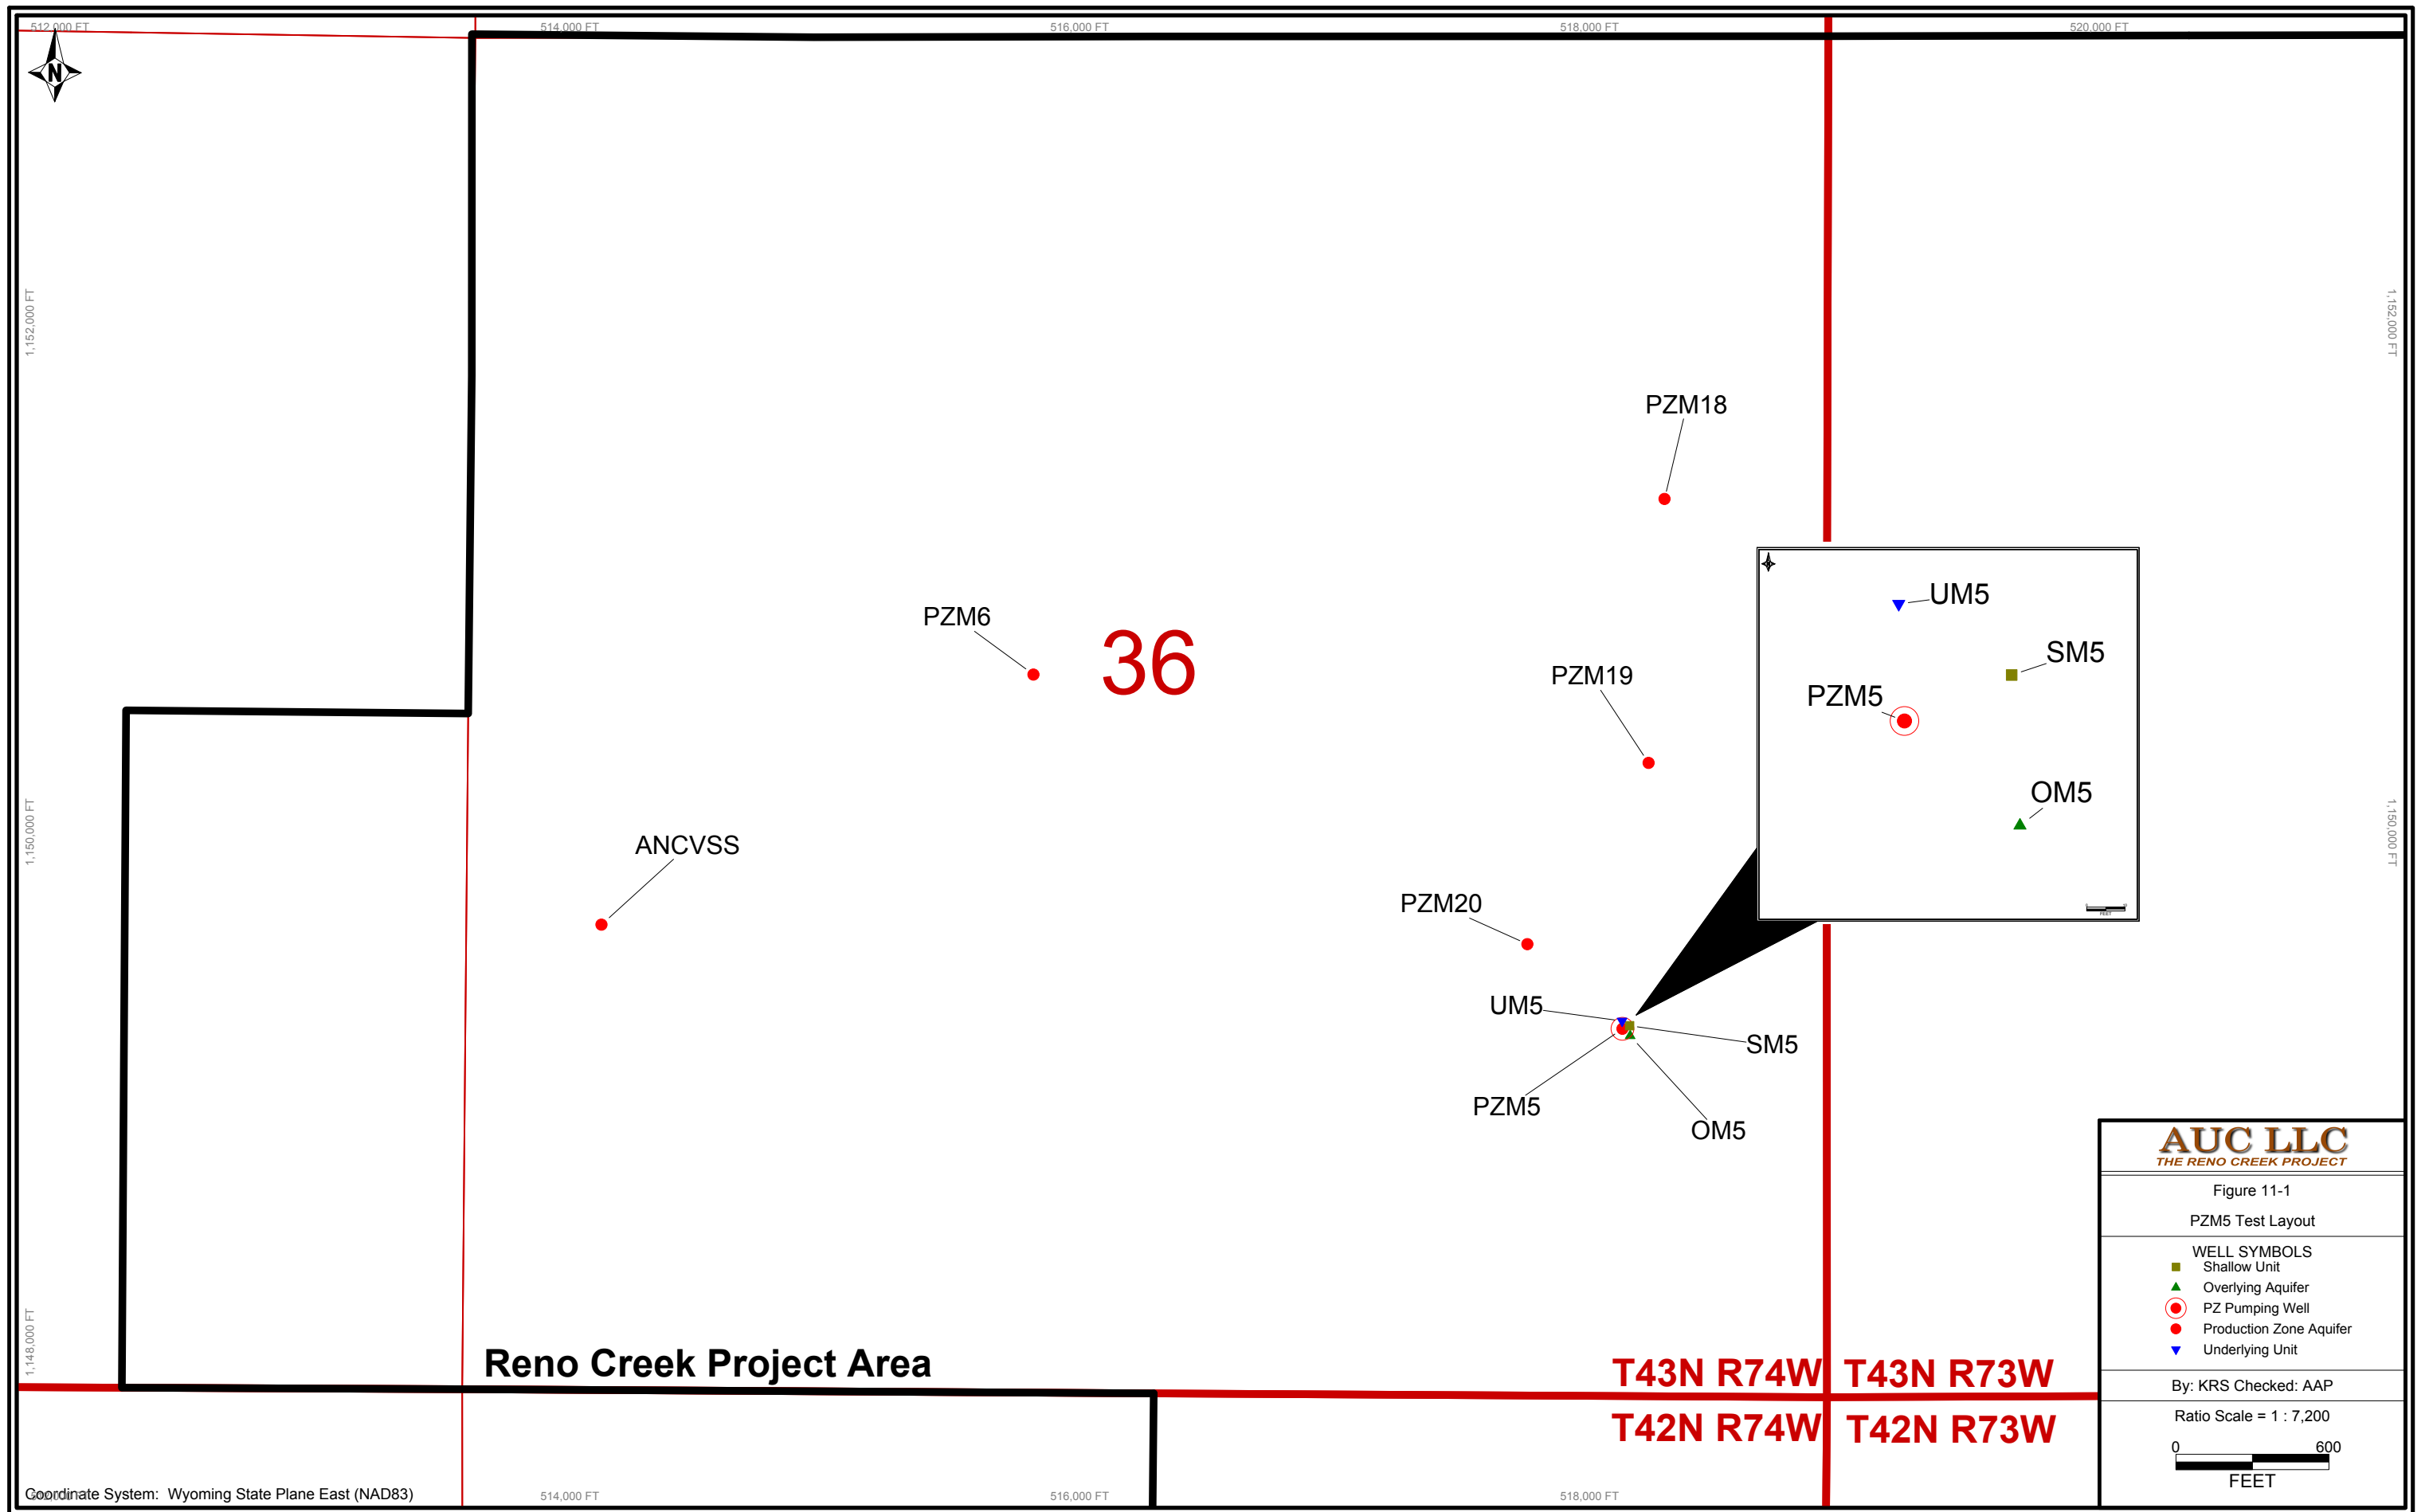 512,000 FT
514,000 FT
516,000 FT
518,000 FT
520,000 FT
N
1,152,000 FT
1,152,000 FT
PZM18
UM5
PZM6
36
SM5
PZM19
PZM5
OM5
1,150,000 FT
1,150,000 FT
ANCVSS
PZM20
FEET
UM5
SM5
PZM5
OM5
AUC LLC
THE RENO CREEK PROJECT
Figure 11-1
PZM5 Test Layout
WELL SYMBOLS
Shallow Unit
Overlying Aquifer
PZ Pumping Well
Production Zone Aquifer
Underlying Unit
By: KRS Checked: AAP
Ratio Scale = 1 : 7,200
0 600
FEET
1,148,000 FT
Reno Creek Project Area
T43N R74W
T43N R73W
T42N R74W
T42N R73W
Coordinate System: Wyoming State Plane East (NAD83)
514,000 FT
516,000 FT
518,000 FT